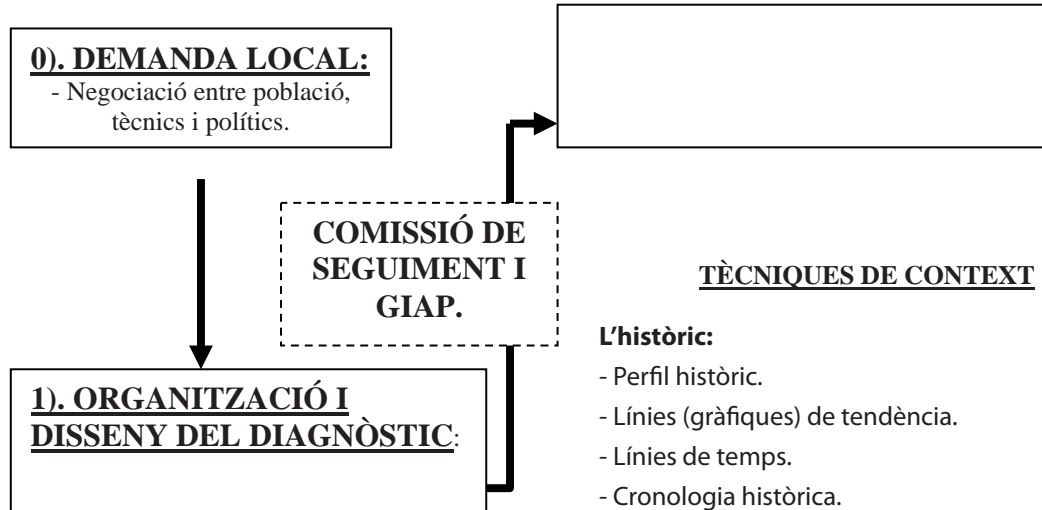 0). DEMANDA LOCAL:
- Negociació entre població,
tècnics i polítics.
COMISSIÓ DE
SEGUIMENT I
GIAP.
1). ORGANITZACIÓ I
DISSENY DEL DIAGNÒSTIC:
TÈCNIQUES DE CONTEXT
L’històric:
- Perfil històric.
- Línies (gràfiques) de tendència.
- Línies de temps.
- Cronologia històrica.